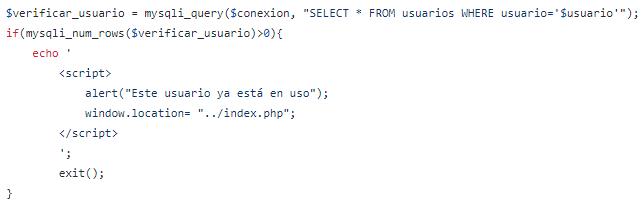 $verificar_usuario = mysqli_query($conexion, "SELECT * FROM usuarios WHERE usuario='$usuario'");
if(mysqli_num_rows($verificar_usuario)>0){
    echo '
        <script>
            alert("Este usuario ya está en uso");
            window.location= "../index.php";
        </script>
        ';
        exit();
}